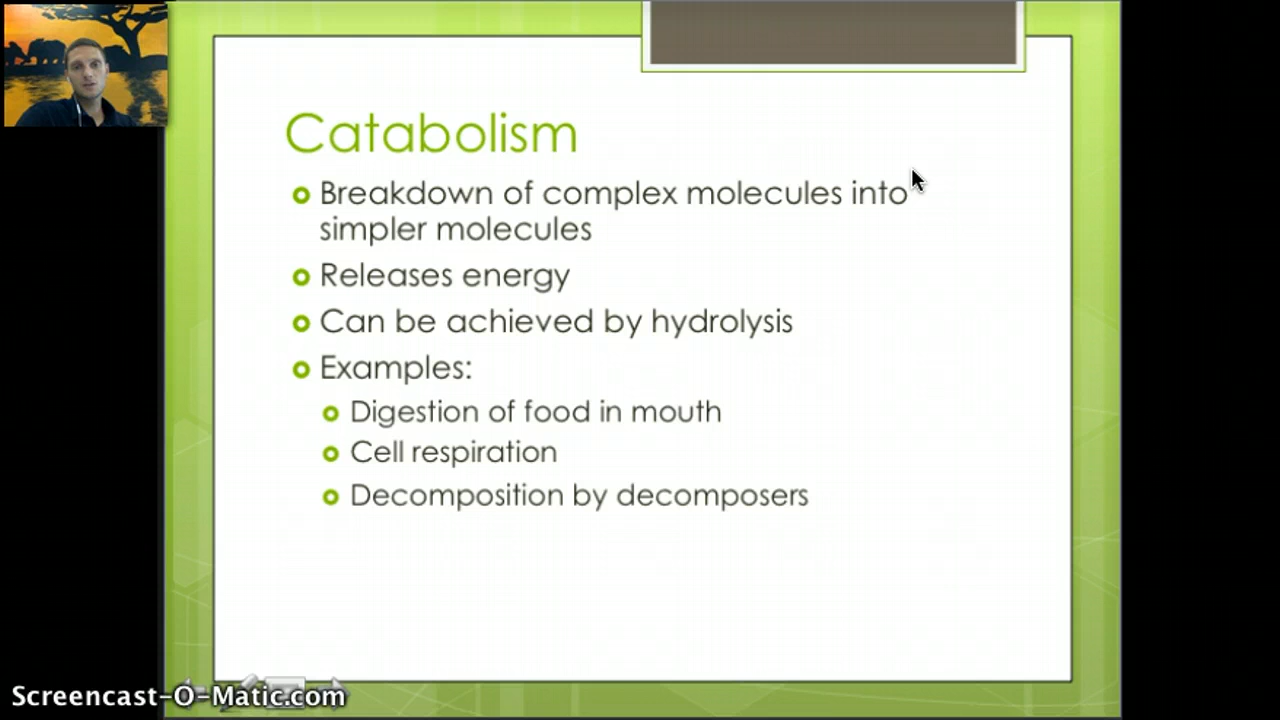 Catabolism
Breakdown of complex molecules into
simpler molecules
Releases energy
Can be achieved by hydrolysis
Examples:
Digestion of food in mouth
Cell respiration
Decomposition by decomposers
Screencast-O-Matic.com